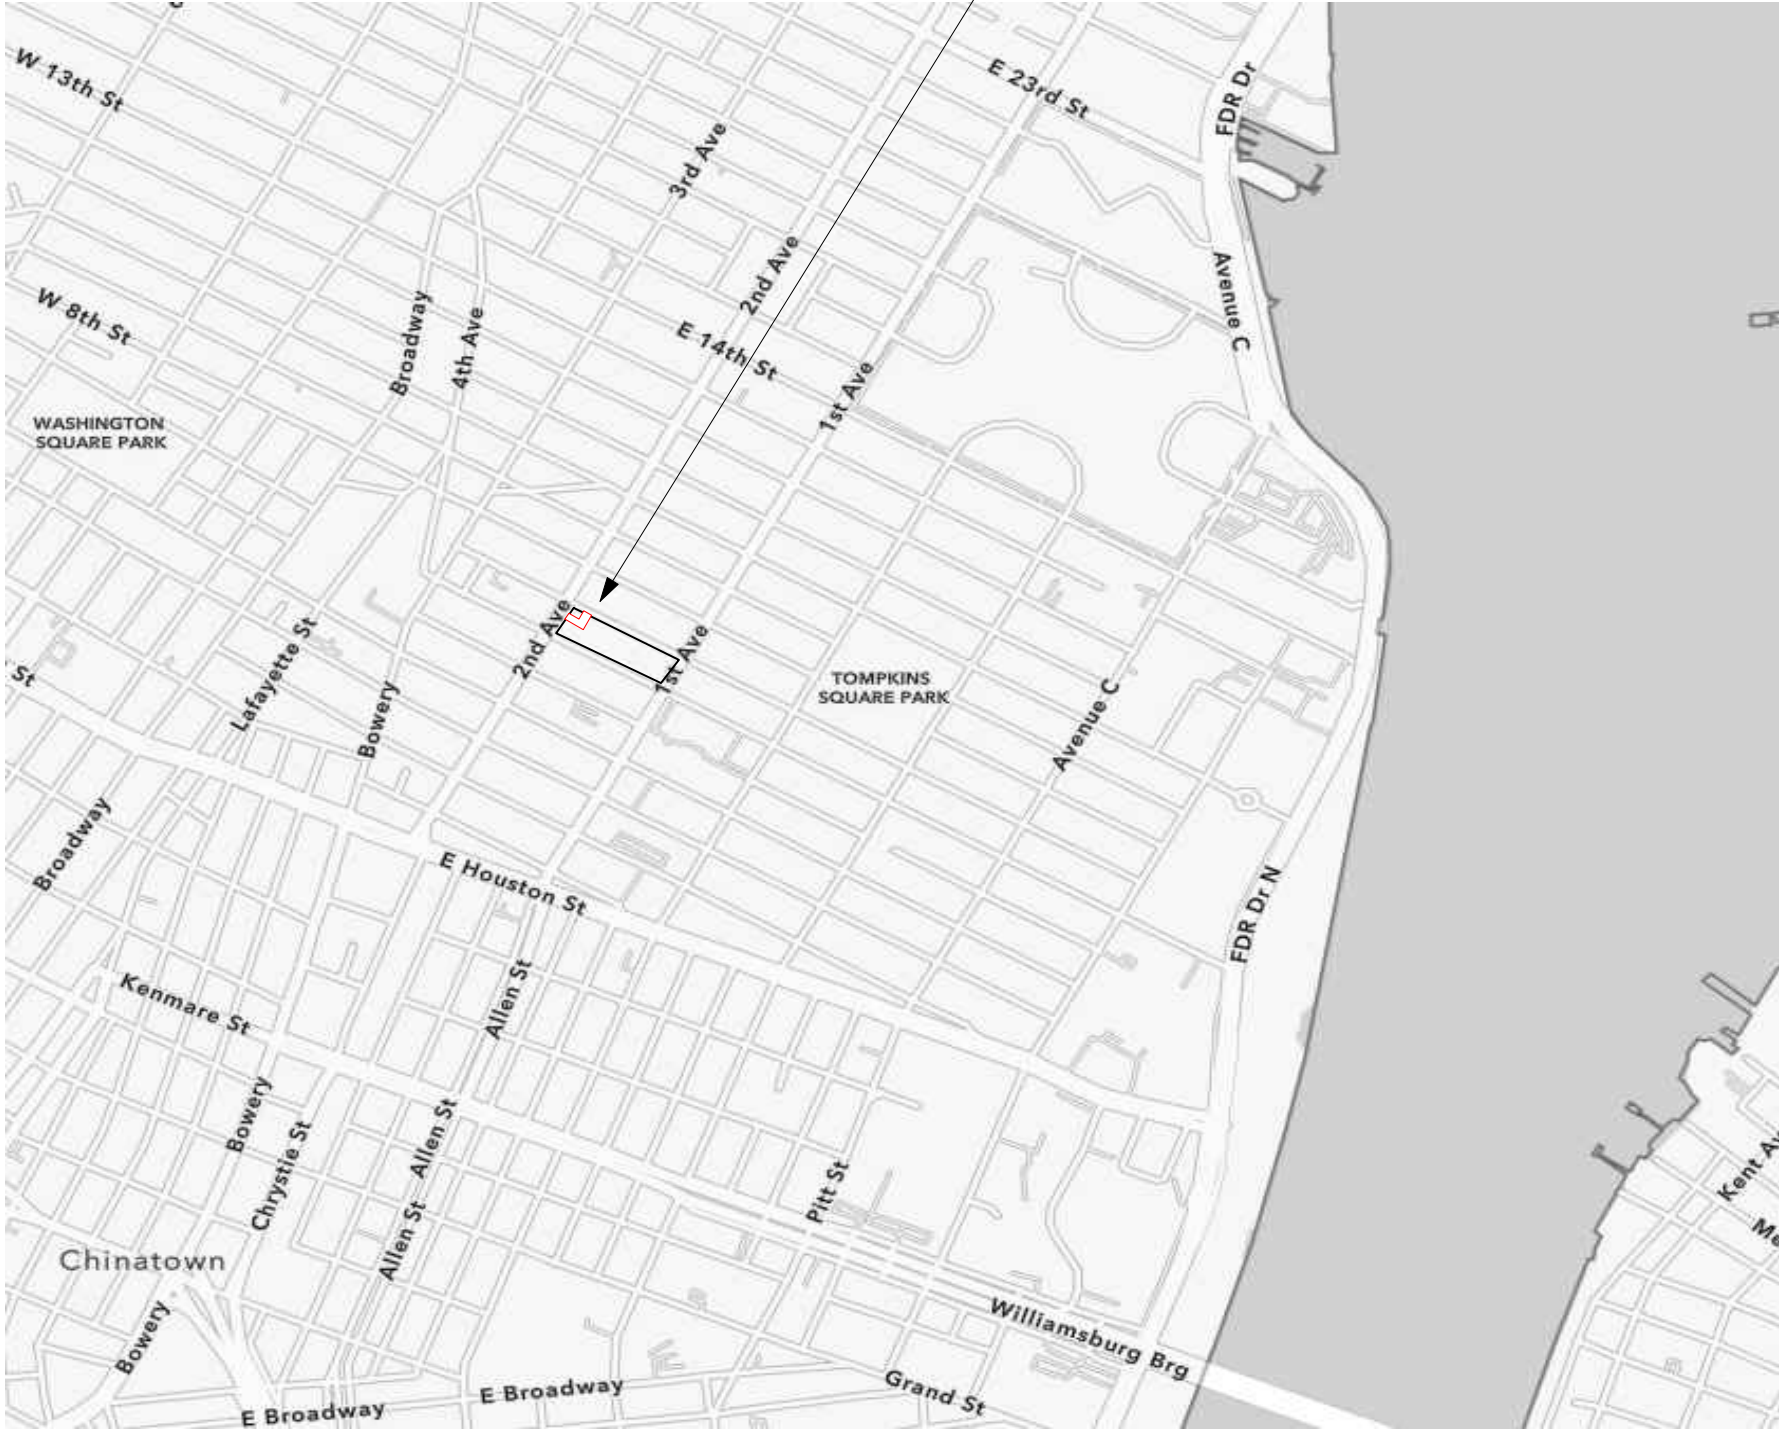 W 13th St
E 23rd St
FDR Dr
3rd Ave
2nd Ave
Avenue C
W 8th St
Broadway
4th Ave
E 14th St
1st Ave
WASHINGTON
SQUARE PARK
2nd Ave
1st Ave
Lafayette St
St
Bowery
TOMPKINS
SQUARE PARK
Avenue C
Broadway
E Houston St
FDR Dr N
Allen St
Kenmare St
Bowery
Chrystie St
Allen St
Pitt St
Kent Av
Me
Allen St
Chinatown
Bowery
Williamsburg Brg
E Broadway
E Broadway
Grand St